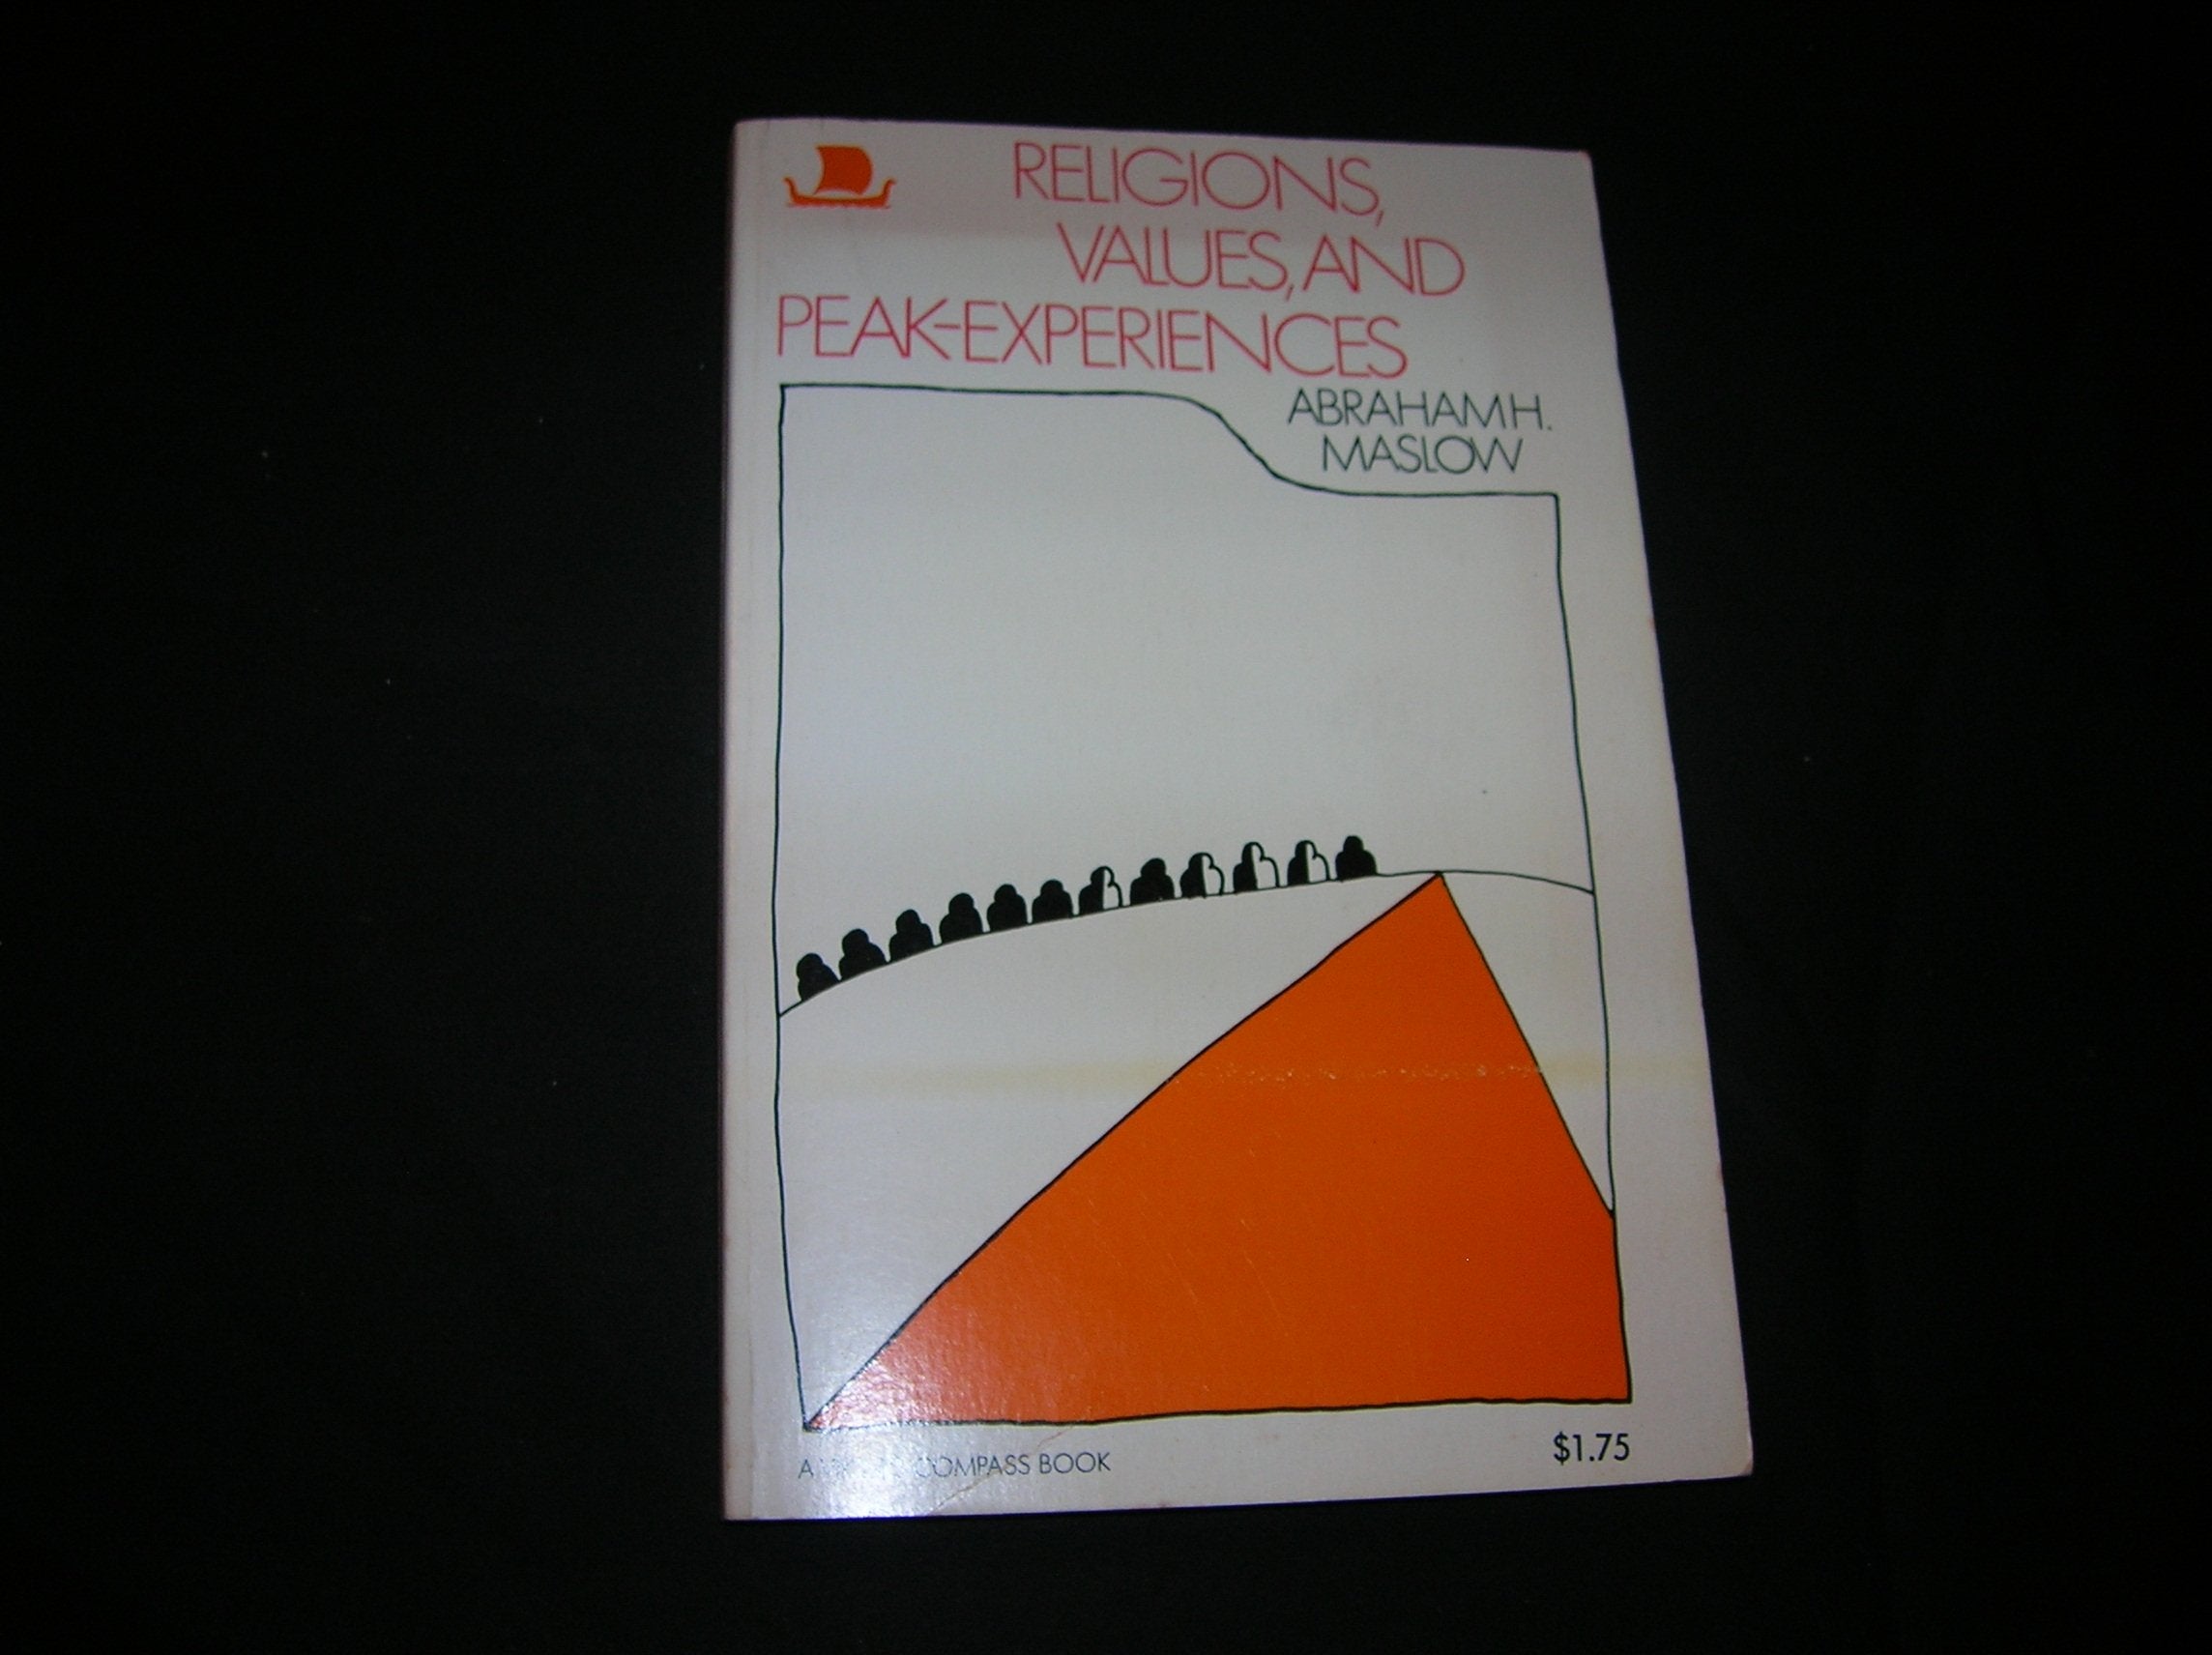 RELIGIONS,
VALUES, AND
PEAK-EXPERIENCES
ABRAHAM H.
MASLOW
A COMPASS BOOK
$1.75